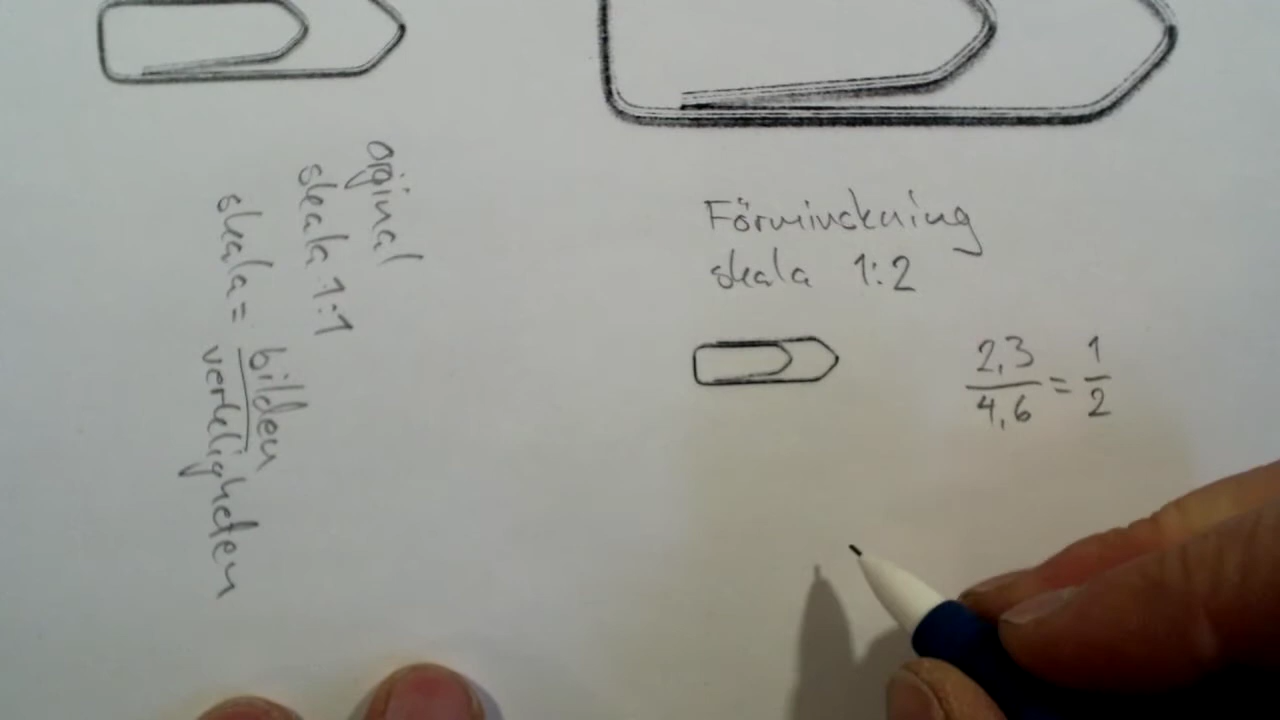 orginal
skala 1:1
skala = bilden
verkligheten
Förminskning
skala 1:2
2,3
4,6
= 1
2